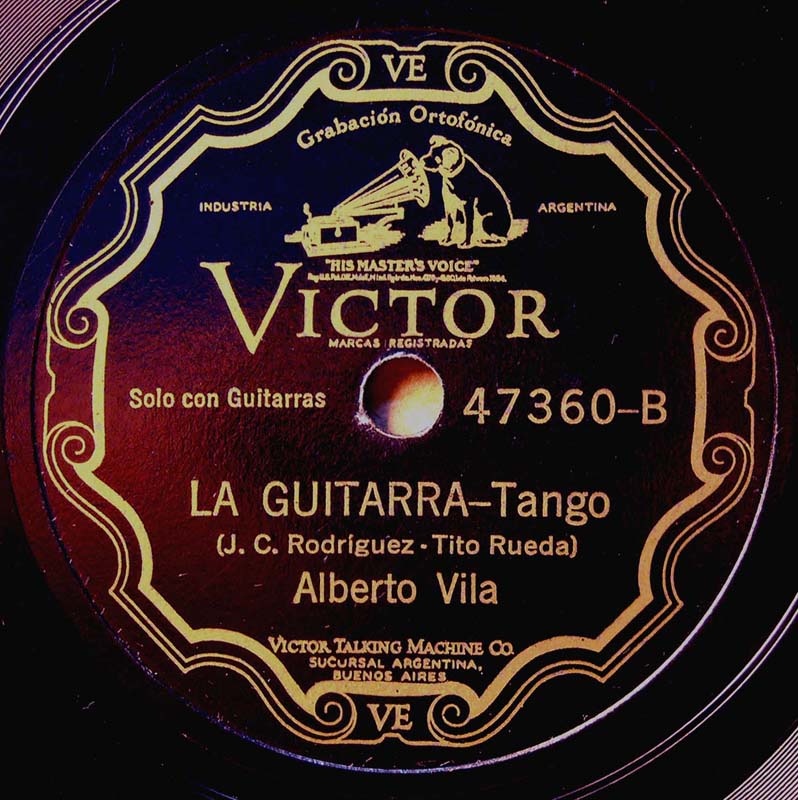 VE
Grabación Ortofónica
INDUSTRIA ARGENTINA
"HIS MASTER'S VOICE"
VICTOR
MARCAS REGISTRADAS
Solo con Guitarras 47360-B
LA GUITARRA-Tango
(J. C. Rodríguez - Tito Rueda)
Alberto Vila
VICTOR TALKING MACHINE CO.
SUCURSAL ARGENTINA,
BUENOS AIRES
VE